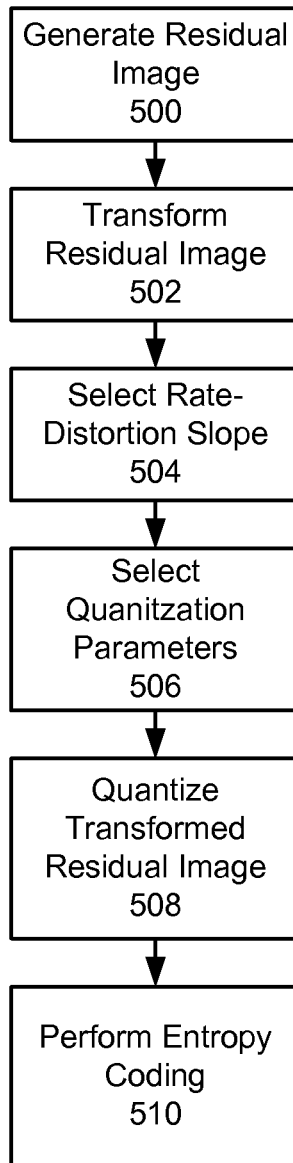 Generate Residual
Image
500
Transform
Residual Image
502
Select Rate-
Distortion Slope
504
Select
Quanitzation
Parameters
506
Quantize
Transformed
Residual Image
508
Perform Entropy
Coding
510